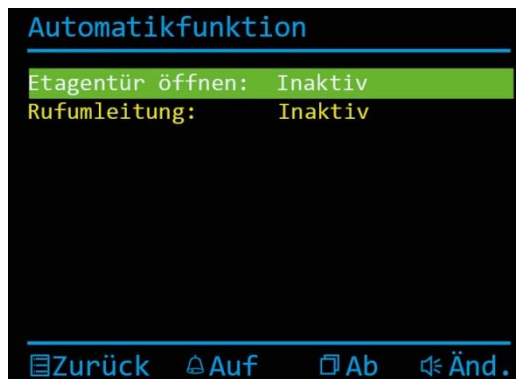 Automatikfunktion
Etagentür öffnen: Inaktiv
Rufumleitung: Inaktiv
Zurück Auf Ab Änd.